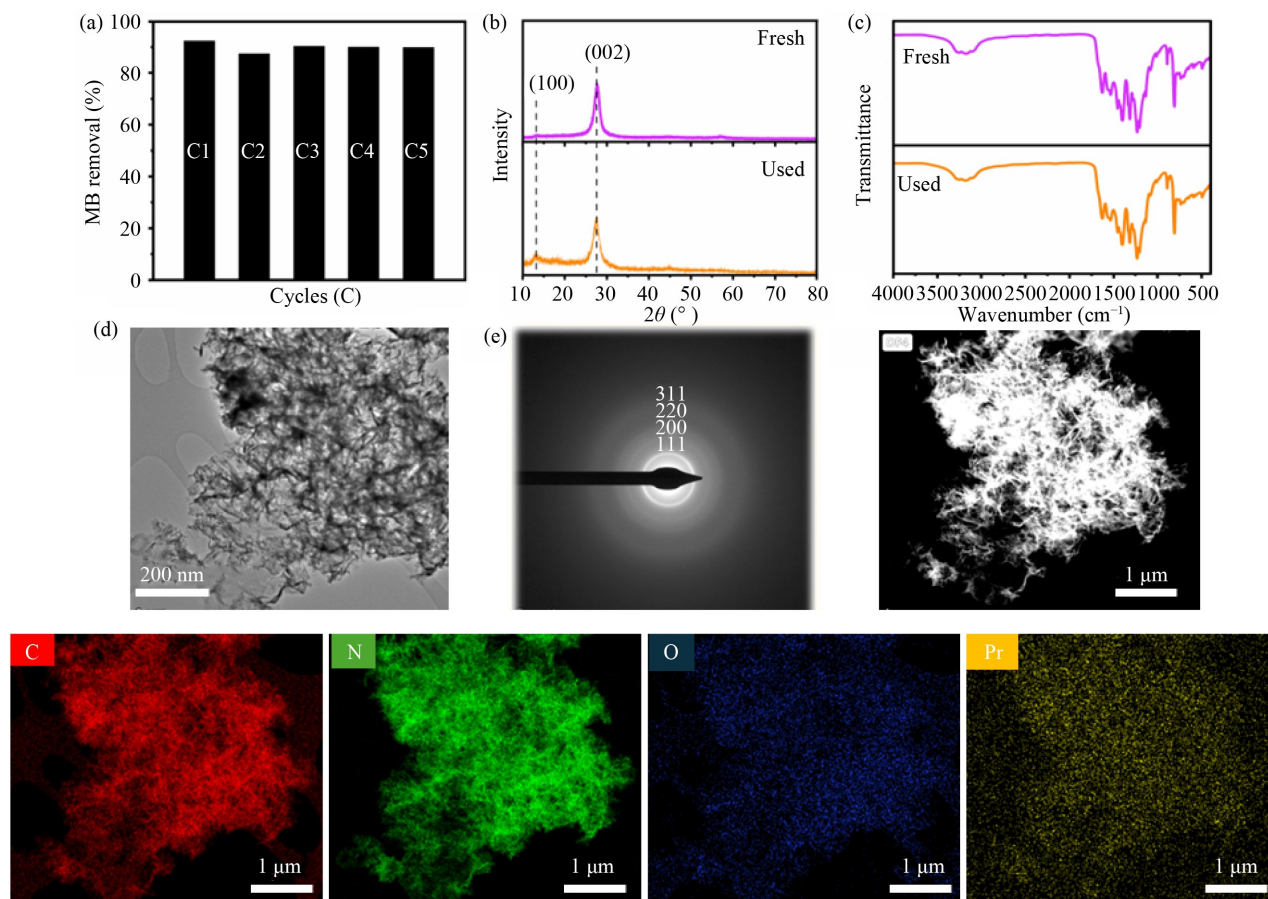 (a)
100
80
60
40
20
0
MB removal (%)
C1
C2
C3
C4
C5
Cycles (C)
(b)
Fresh
(002)
(100)
Used
Intensity
10
20
30
40
50
60
70
80
2θ (°)
(c)
Fresh
Used
Transmittance
4000
3500
3000
2500
2000
1500
1000
500
Wavenumber (cm⁻¹)
(d)
200 nm
(e)
311
220
200
111
DF4
1 μm
C
1 μm
N
1 μm
O
1 μm
Pr
1 μm